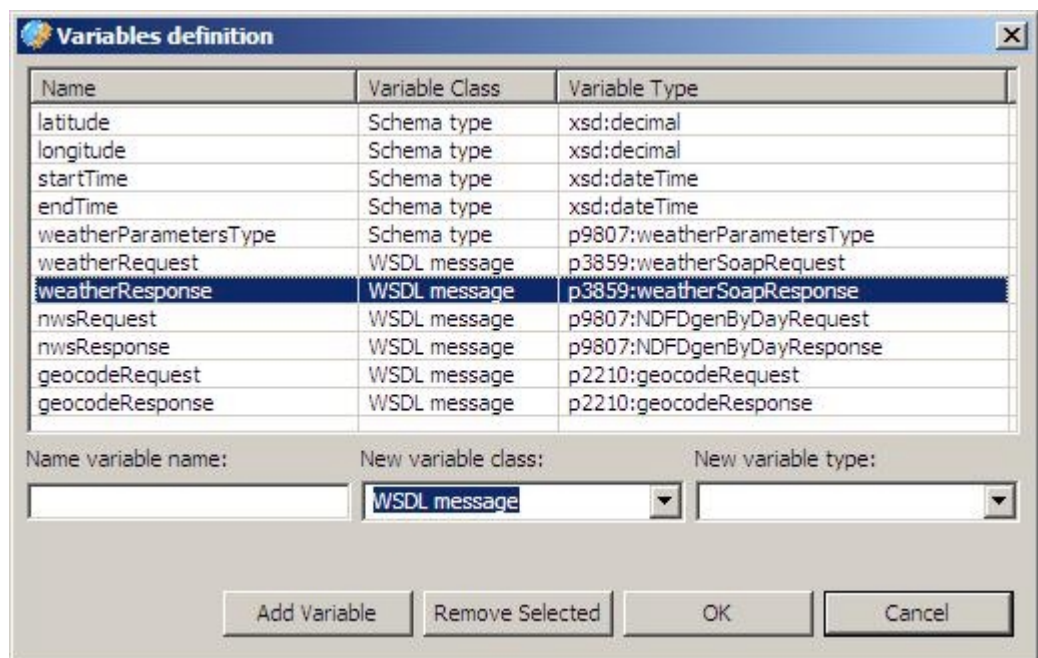 Variables definition
Name Variable Class Variable Type
latitude Schema type xsd:decimal
longitude Schema type xsd:decimal
startTime Schema type xsd:dateTime
endTime Schema type xsd:dateTime
weatherParametersType Schema type p9807:weatherParametersType
weatherRequest WSDL message p3859:weatherSoapRequest
weatherResponse WSDL message p3859:weatherSoapResponse
nwsRequest WSDL message p9807:NDFDgenByDayRequest
nwsResponse WSDL message p9807:NDFDgenByDayResponse
geocodeRequest WSDL message p2210:geocodeRequest
geocodeResponse WSDL message p2210:geocodeResponse
Name variable name: New variable class: New variable type:
WSDL message
Add Variable Remove Selected OK Cancel